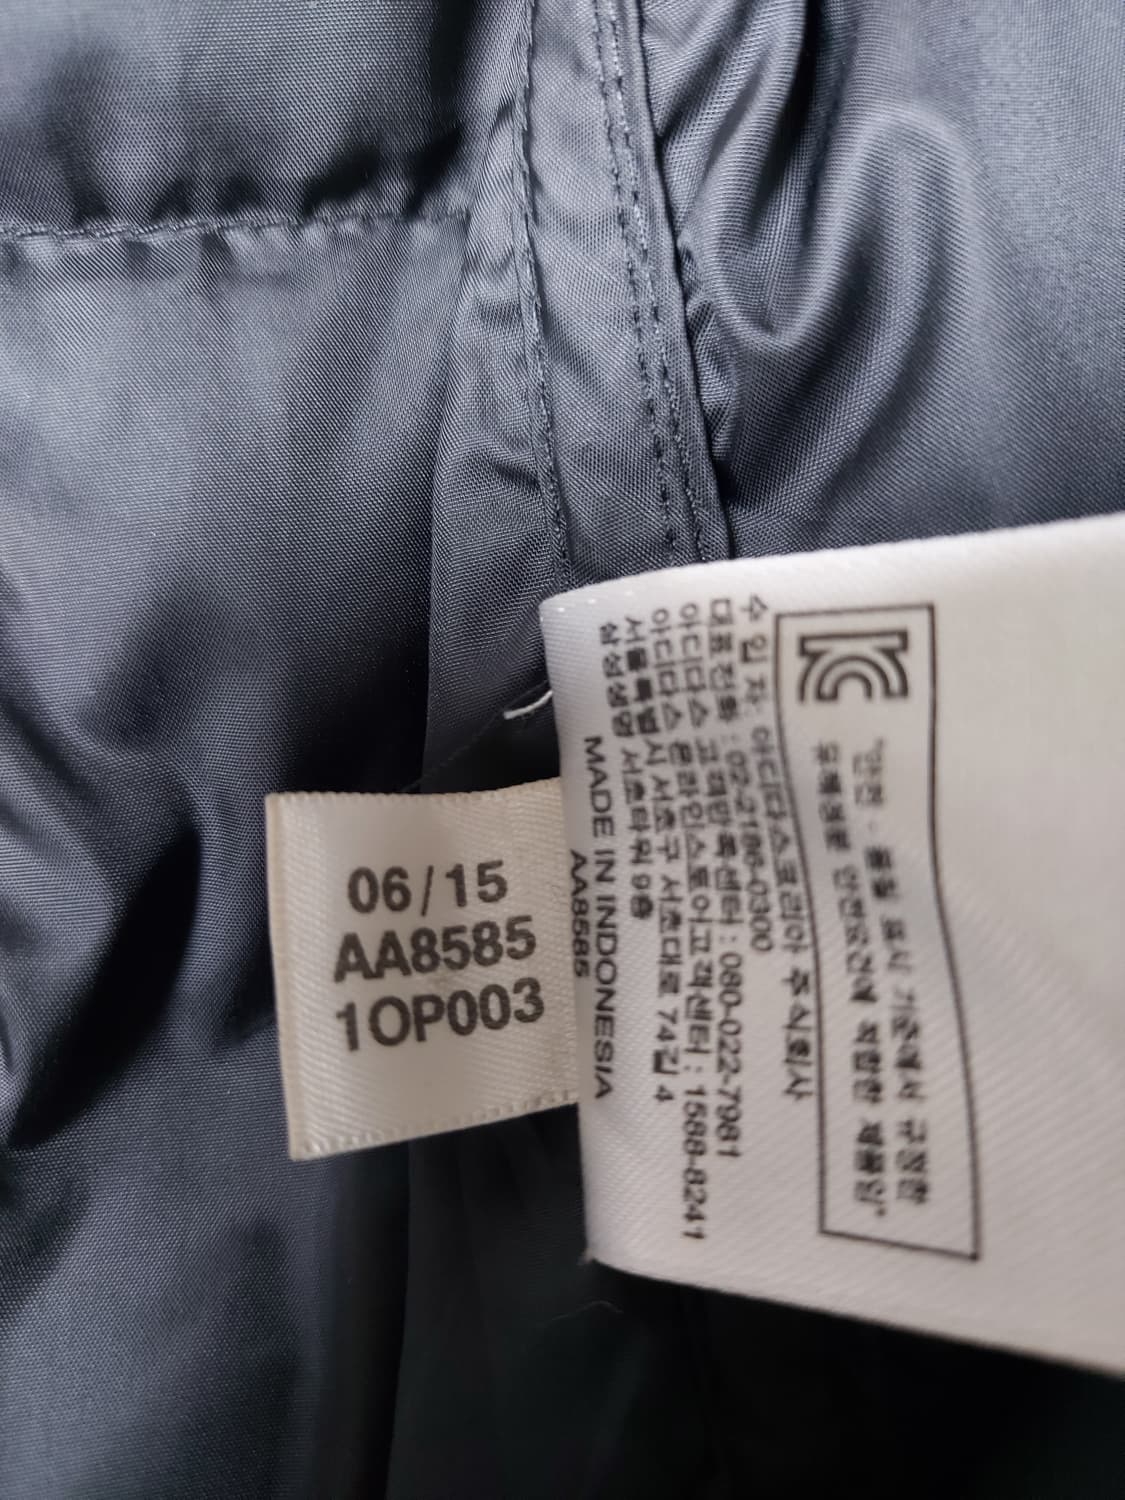 06/15
AA8585
1OP003
KC
"안전·품질 표시 기준에서 규정한
유해성분 안전요건에 적합한 제품임"
수 입 자: 아디다스코리아 주식회사
대표전화 : 02-2186-0300
아디다스 고객만족센터 : 080-022-7981
아디다스 온라인스토어고객센터 : 1588-8241
서울특별시 서초구 서초대로 74길 4
삼성생명 서초타워 9층
MADE IN INDONESIA
AA8585